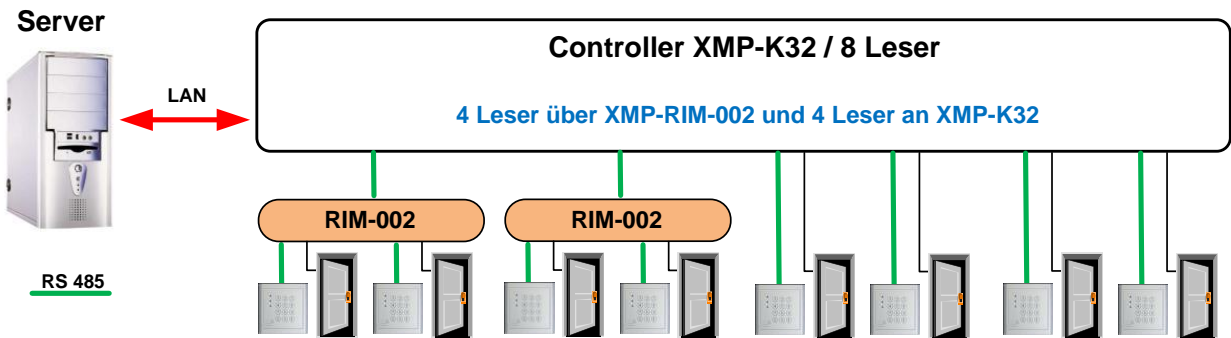 Server
Controller XMP-K32 / 8 Leser
LAN
4 Leser über XMP-RIM-002 und 4 Leser an XMP-K32
RIM-002
RIM-002
RS 485